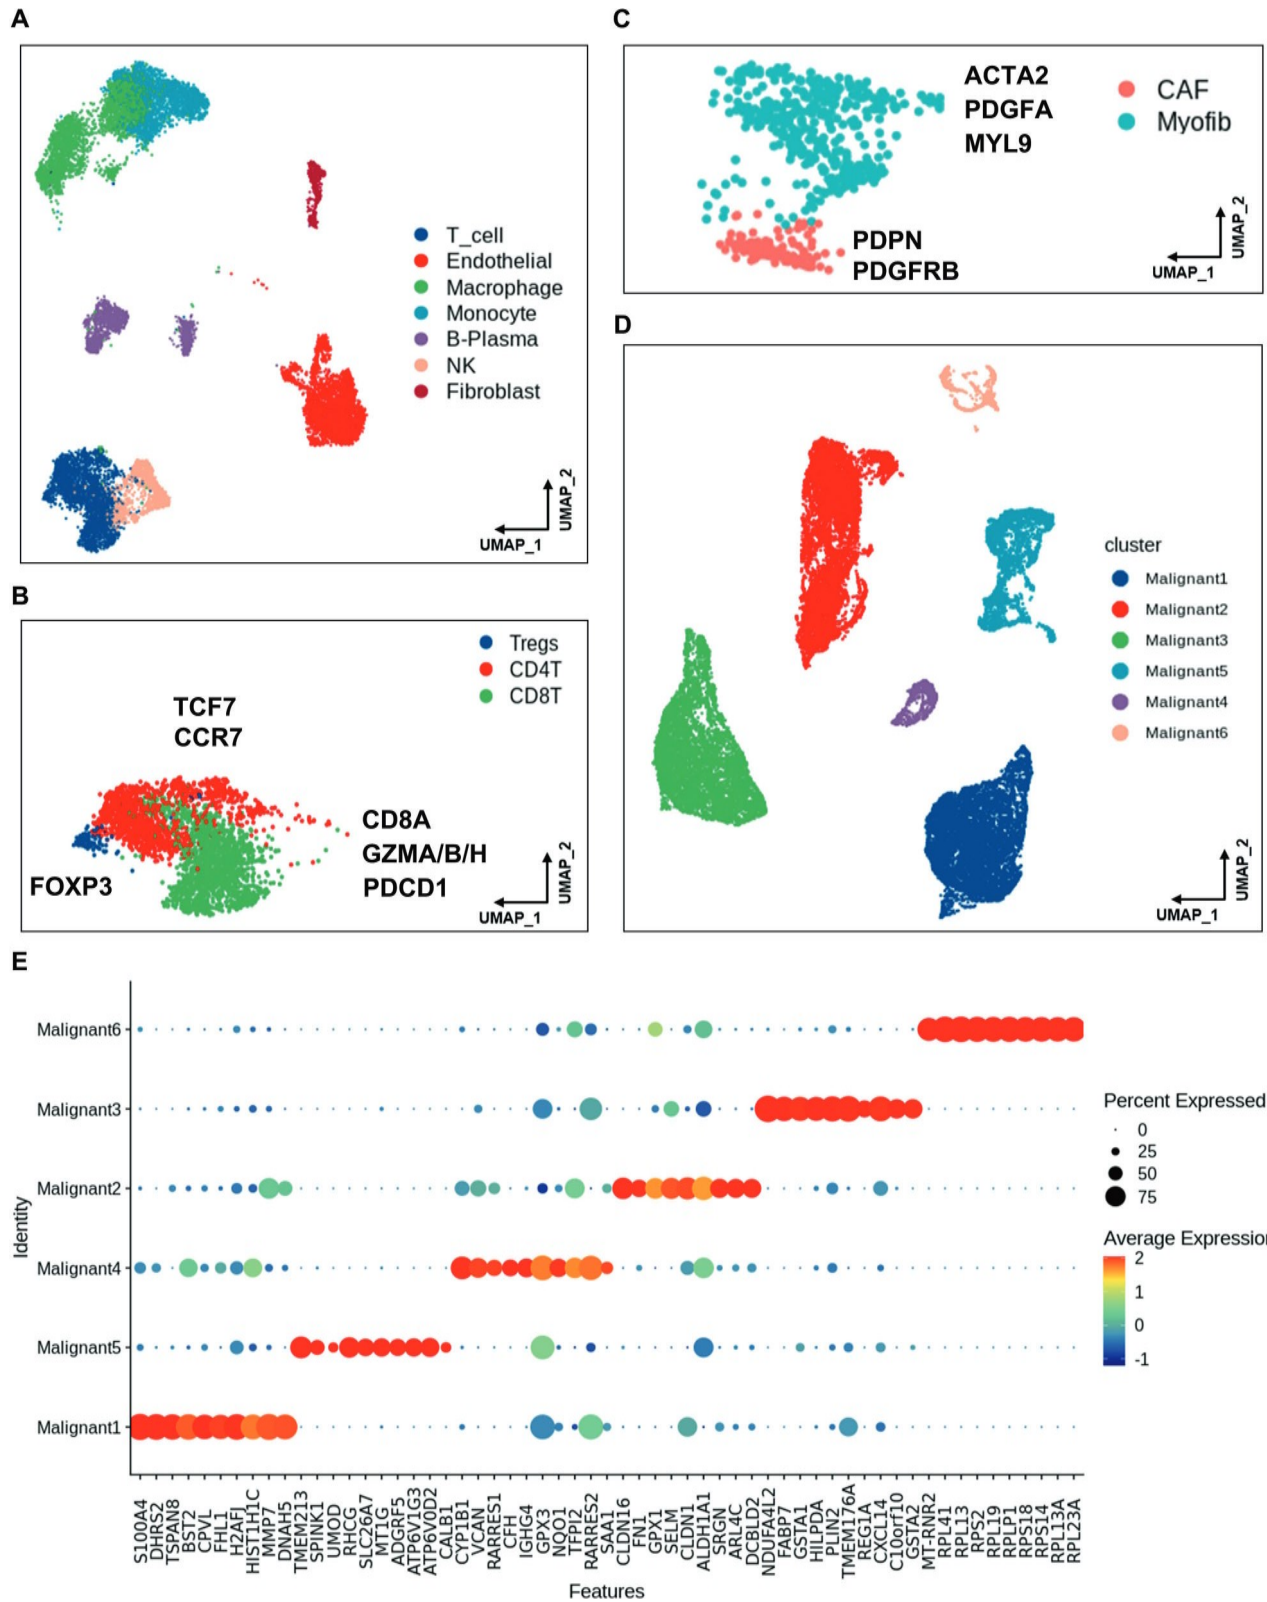 A
T_cell
Endothelial
Macrophage
Monocyte
B-Plasma
NK
Fibroblast
UMAP_1
UMAP_2
B
Tregs
CD4T
CD8T
TCF7
CCR7
CD8A
GZMA/B/H
PDCD1
FOXP3
UMAP_1
UMAP_2
C
ACTA2
PDGFA
MYL9
CAF
Myofib
PDPN
PDGFRB
UMAP_1
UMAP_2
D
cluster
Malignant1
Malignant2
Malignant3
Malignant5
Malignant4
Malignant6
UMAP_1
UMAP_2
E
Identity
Malignant6
Malignant3
Malignant2
Malignant4
Malignant5
Malignant1
S100A4
DHRS2
TSPAN8
BST2
CPVL
FHL1
H2AFJ
HIST1H1C
MMP7
DNAH5
TMEM213
SPINK1
UMOD
RHCG
SLC26A7
MT1G
ADGRF5
ATP6V1G3
ATP6V0D2
CALB1
CYP1B1
VCAN
RARRES1
CFH
IGHG4
GPX3
NQO1
TFPI2
RARRES2
SAA1
CLDN16
FN1
GPX1
SELM
CLDN1
ALDH1A1
SRGN
ARL4C
DCBLD2
NDUFA4L2
FABP7
GSTA1
HILPDA
PLIN2
TMEM176A
REG1A
CXCL14
C10orf10
GSTA2
MT-RNR2
RPL41
RPL13
RPS2
RPL19
RPLP1
RPS18
RPS14
RPL13A
RPL23A
Features
Percent Expressed
0
25
50
75
Average Expression
2
1
0
-1